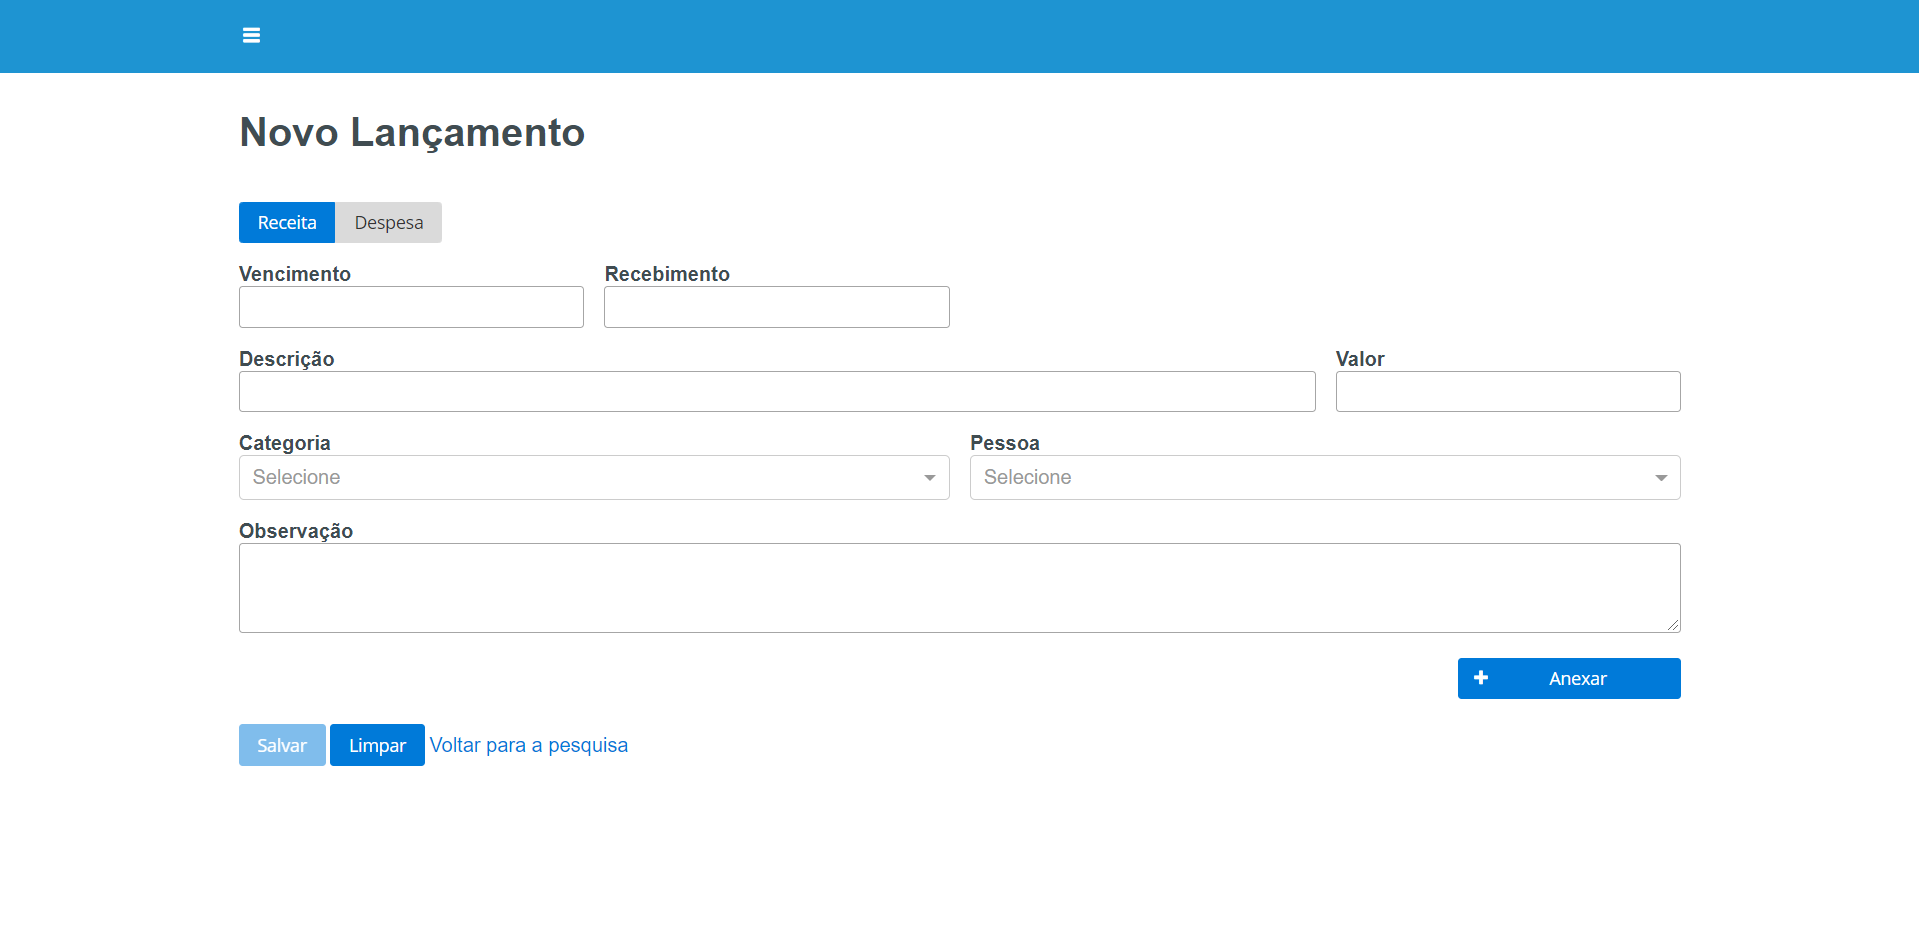 Novo Lançamento
Receita Despesa
Vencimento Recebimento
Descrição Valor
Categoria Pessoa
Selecione Selecione
Observação
Anexar
Salvar Limpar Voltar para a pesquisa